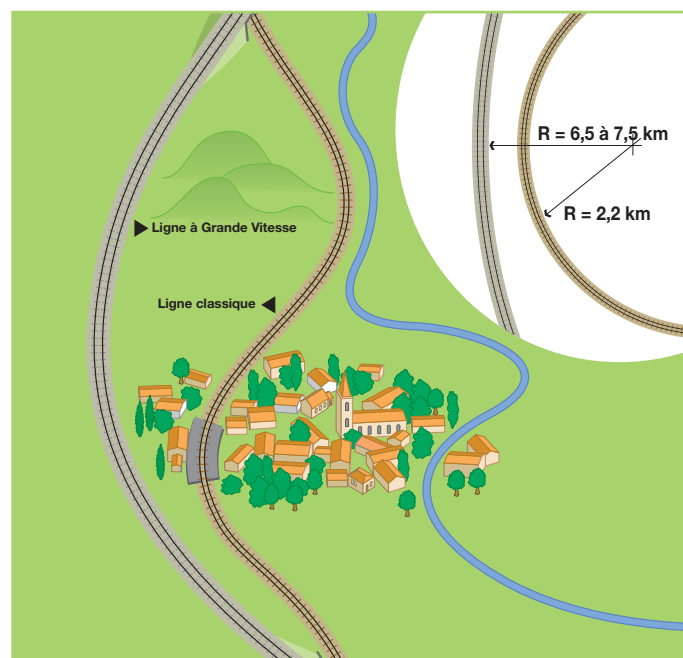 R = 6,5 à 7,5 km
R = 2,2 km
Ligne à Grande Vitesse
Ligne classique